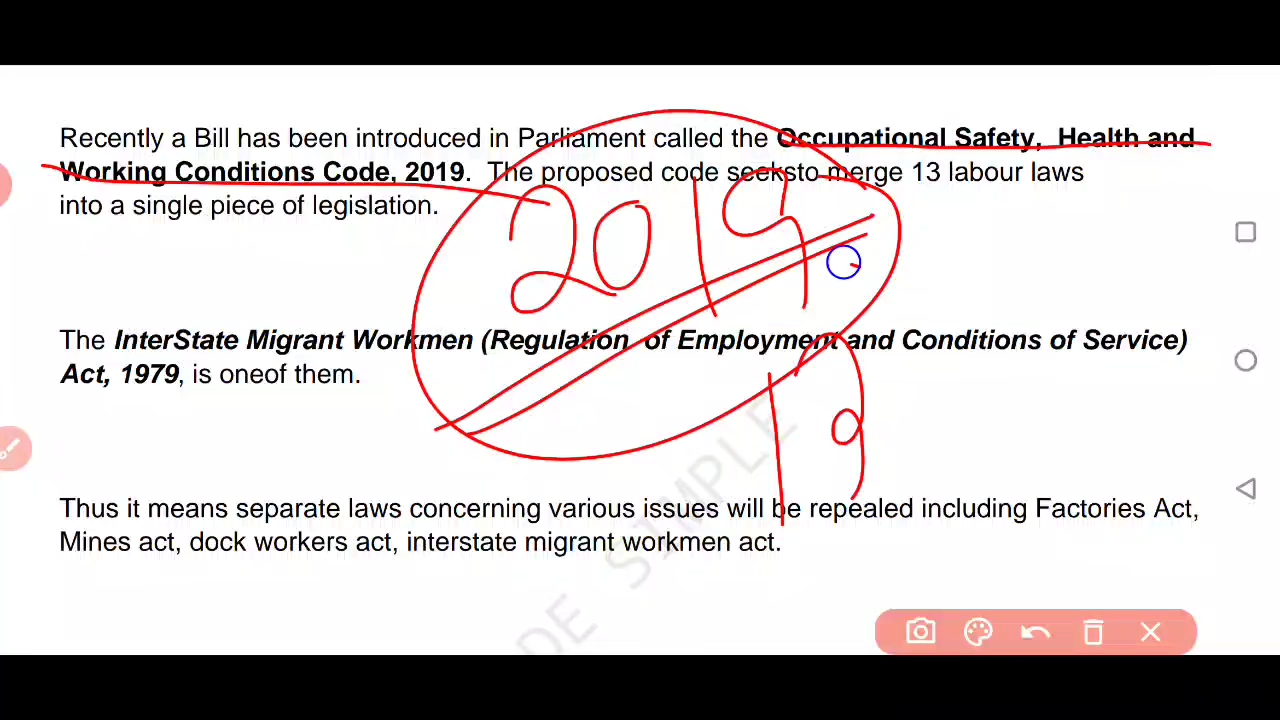 Recently a Bill has been introduced in Parliament called the Occupational Safety, Health and
Working Conditions Code, 2019. The proposed code seeksto merge 13 labour laws
into a single piece of legislation.
2019
The InterState Migrant Workmen (Regulation of Employment and Conditions of Service)
Act, 1979, is oneof them.
19
Thus it means separate laws concerning various issues will be repealed including Factories Act,
Mines act, dock workers act, interstate migrant workmen act.
DE SIMPLE